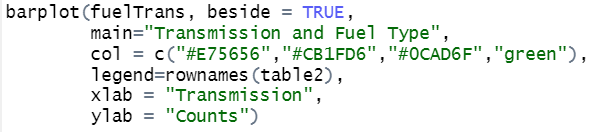 barplot(fuelTrans, beside = TRUE,
main="Transmission and Fuel Type",
col = c("#E75656","#CB1FD6","#0CAD6F","green"),
legend=rownames(table2),
xlab = "Transmission",
ylab = "Counts")